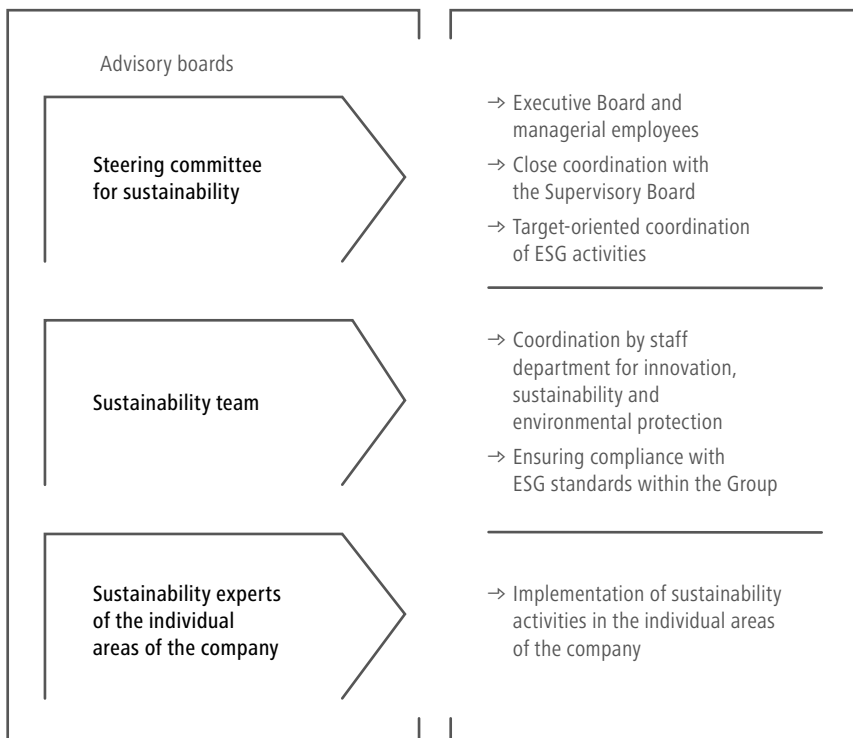 Advisory boards
Steering committee
for sustainability
→ Executive Board and
managerial employees
→ Close coordination with
the Supervisory Board
→ Target-oriented coordination
of ESG activities
Sustainability team
→ Coordination by staff
department for innovation,
sustainability and
environmental protection
→ Ensuring compliance with
ESG standards within the Group
Sustainability experts
of the individual
areas of the company
→ Implementation of sustainability
activities in the individual areas
of the company